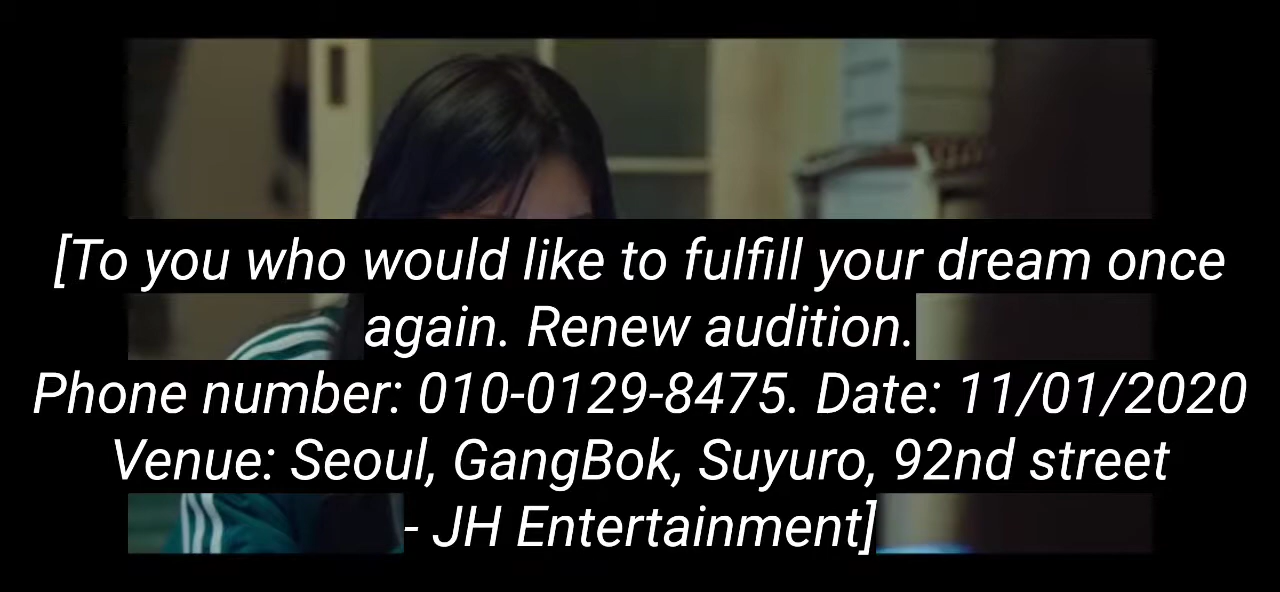 [To you who would like to fulfill your dream once
again. Renew audition.
Phone number: 010-0129-8475. Date: 11/01/2020
Venue: Seoul, GangBok, Suyuro, 92nd street
- JH Entertainment]